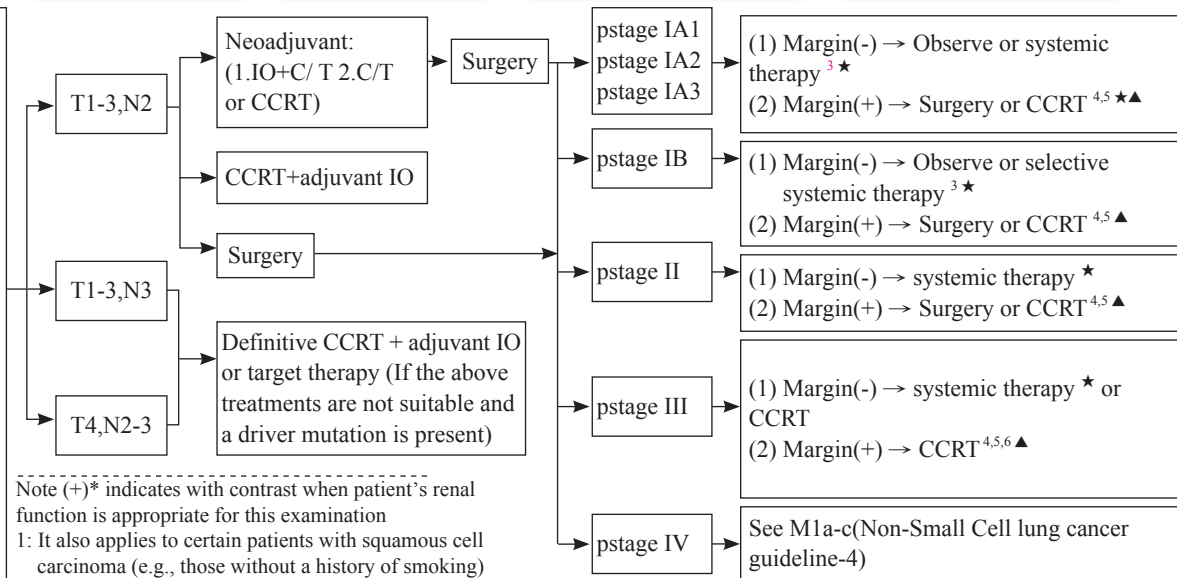 T1-3,N2
Neoadjuvant:
(1.IO+C/ T 2.C/T
or CCRT)
Surgery
CCRT+adjuvant IO
Surgery
T1-3,N3
T4,N2-3
Definitive CCRT + adjuvant IO
or target therapy (If the above
treatments are not suitable and
a driver mutation is present)
pstage IA1
pstage IA2
pstage IA3
(1) Margin(-) → Observe or systemic
therapy 3 ★
(2) Margin(+) → Surgery or CCRT 4,5 ★▲
pstage IB
(1) Margin(-) → Observe or selective
systemic therapy 3 ★
(2) Margin(+) → Surgery or CCRT 4,5 ▲
pstage II
(1) Margin(-) → systemic therapy ★
(2) Margin(+) → Surgery or CCRT 4,5 ▲
pstage III
(1) Margin(-) → systemic therapy ★ or
CCRT
(2) Margin(+) → CCRT 4,5,6 ▲
pstage IV
See M1a-c(Non-Small Cell lung cancer
guideline-4)
Note (+)* indicates with contrast when patient's renal
function is appropriate for this examination
1: It also applies to certain patients with squamous cell
carcinoma (e.g., those without a history of smoking)